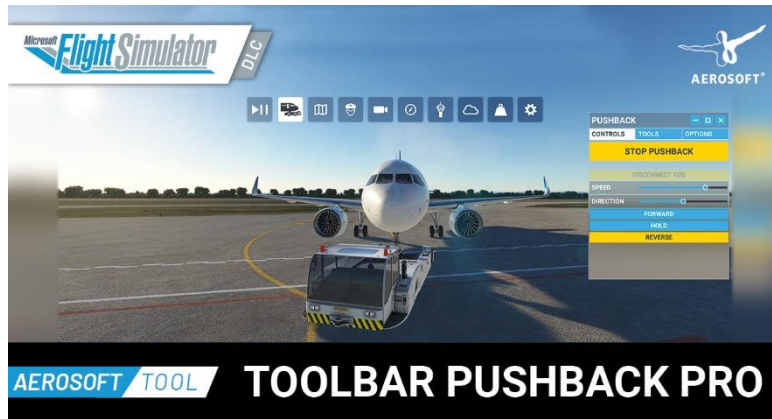 Microsoft Flight Simulator DLC
AEROSOFT®
PUSHBACK
CONTROLS TOOLS OPTIONS
STOP PUSHBACK
DISCONNECT TUG
SPEED
DIRECTION
FORWARD
HOLD
REVERSE
AEROSOFT TOOL TOOLBAR PUSHBACK PRO